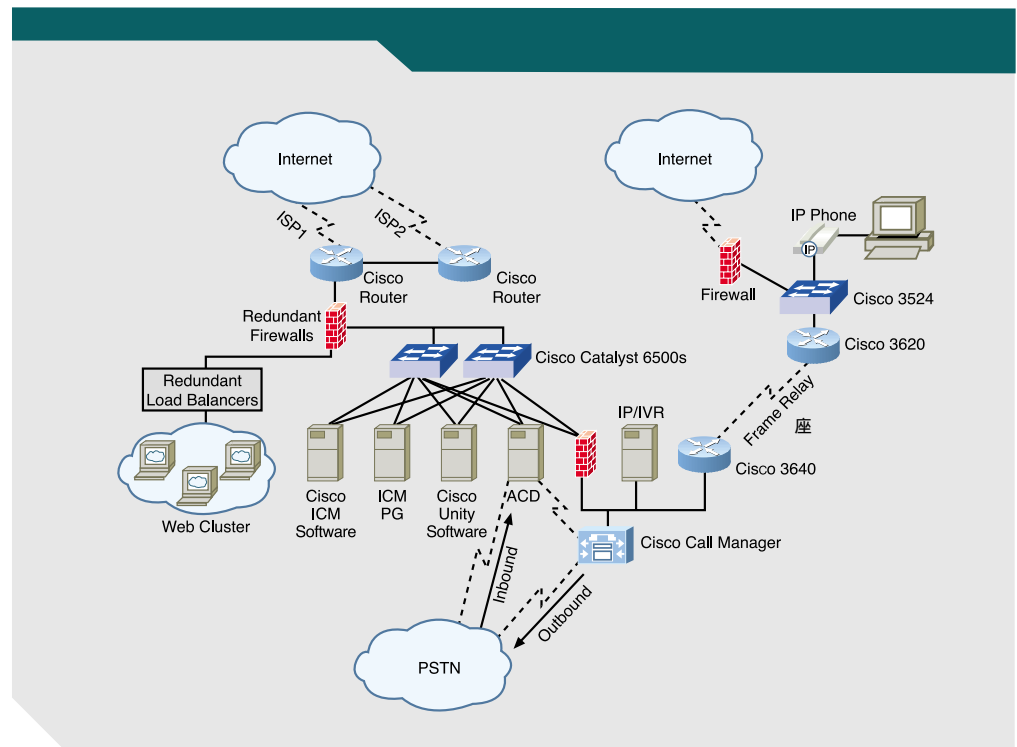 Internet
Internet
ISP1
ISP2
IP Phone
IP
Cisco
Router
Cisco
Router
Firewall
Cisco 3524
Redundant
Firewalls
Cisco Catalyst 6500s
Cisco 3620
Redundant
Load Balancers
Frame Relay
座
IP/IVR
Cisco 3640
Web Cluster
Cisco
ICM
Software
ICM
PG
Cisco
Unity
Software
ACD
Cisco Call Manager
Inbound
Outbound
PSTN